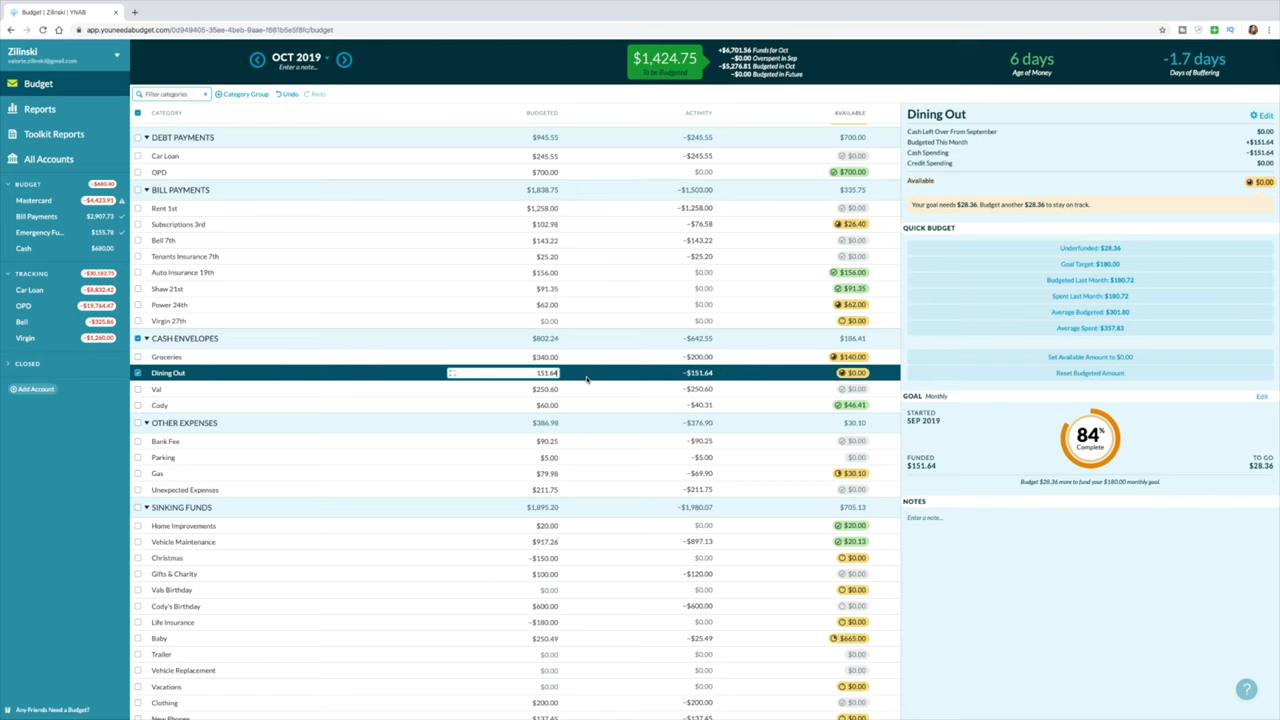 Budget | Zilinski | YNAB
app.youneedabudget.com/0d949405-35ee-4beb-9aae-f661b5e5f8fc/budget
Zilinski
valorie.zilinski@gmail.com
Budget
Reports
Toolkit Reports
All Accounts
BUDGET -$680.40
Mastercard -$4,423.91
Bill Payments $2,907.73
Emergency Fu... $155.78
Cash $680.00
TRACKING -$30,182.75
Car Loan -$8,832.42
OPD -$19,764.47
Bell -$325.86
Virgin -$1,260.00
CLOSED
Add Account
Any Friends Need a Budget?
OCT 2019
Enter a note...
$1,424.75
To be Budgeted
+$6,701.56 Funds for Oct
-$0.00 Overspent in Sep
-$5,276.81 Budgeted in Oct
-$0.00 Budgeted in Future
6 days
Age of Money
-1.7 days
Days of Buffering
Filter categories
Category Group
Undo
Redo
CATEGORY BUDGETED ACTIVITY AVAILABLE
DEBT PAYMENTS $945.55 -$245.55 $700.00
Car Loan $245.55 -$245.55 $0.00
OPD $700.00 $0.00 $700.00
BILL PAYMENTS $1,838.75 -$1,503.00 $335.75
Rent 1st $1,258.00 -$1,258.00 $0.00
Subscriptions 3rd $102.98 -$76.58 $26.40
Bell 7th $143.22 -$143.22 $0.00
Tenants Insurance 7th $25.20 -$25.20 $0.00
Auto Insurance 19th $156.00 $0.00 $156.00
Shaw 21st $91.35 $0.00 $91.35
Power 24th $62.00 $0.00 $62.00
Virgin 27th $0.00 $0.00 $0.00
CASH ENVELOPES $802.24 -$642.55 $186.41
Groceries $340.00 -$200.00 $140.00
Dining Out 151.64 -$151.64 $0.00
Val $250.60 -$250.60 $0.00
Cody $60.00 -$40.31 $46.41
OTHER EXPENSES $386.98 -$376.90 $30.10
Bank Fee $90.25 -$90.25 $0.00
Parking $5.00 -$5.00 $0.00
Gas $79.98 -$69.90 $30.10
Unexpected Expenses $211.75 -$211.75 $0.00
SINKING FUNDS $1,895.20 -$1,980.07 $705.13
Home Improvements $20.00 $0.00 $20.00
Vehicle Maintenance $917.26 -$897.13 $20.13
Christmas -$150.00 $0.00 $0.00
Gifts & Charity $100.00 -$120.00 $0.00
Vals Birthday $0.00 $0.00 $0.00
Cody's Birthday $600.00 -$600.00 $0.00
Life Insurance -$180.00 $0.00 $0.00
Baby $250.49 -$25.49 $665.00
Trailer $0.00 $0.00 $0.00
Vehicle Replacement $0.00 $0.00 $0.00
Vacations $0.00 $0.00 $0.00
Clothing $200.00 -$200.00 $0.00
New Phones $137.45 -$137.45 $0.00
Dining Out
Edit
Cash Left Over From September $0.00
Budgeted This Month +$151.64
Cash Spending -$151.64
Credit Spending $0.00
Available $0.00
Your goal needs $28.36. Budget another $28.36 to stay on track.
QUICK BUDGET
Underfunded: $28.36
Goal Target: $180.00
Budgeted Last Month: $180.72
Spent Last Month: $180.72
Average Budgeted: $301.80
Average Spent: $357.83
Set Available Amount to $0.00
Reset Budgeted Amount
GOAL Monthly Edit
STARTED
SEP 2019
84%
Complete
FUNDED
$151.64
TO GO
$28.36
Budget $28.36 more to fund your $180.00 monthly goal.
NOTES
Enter a note...
?